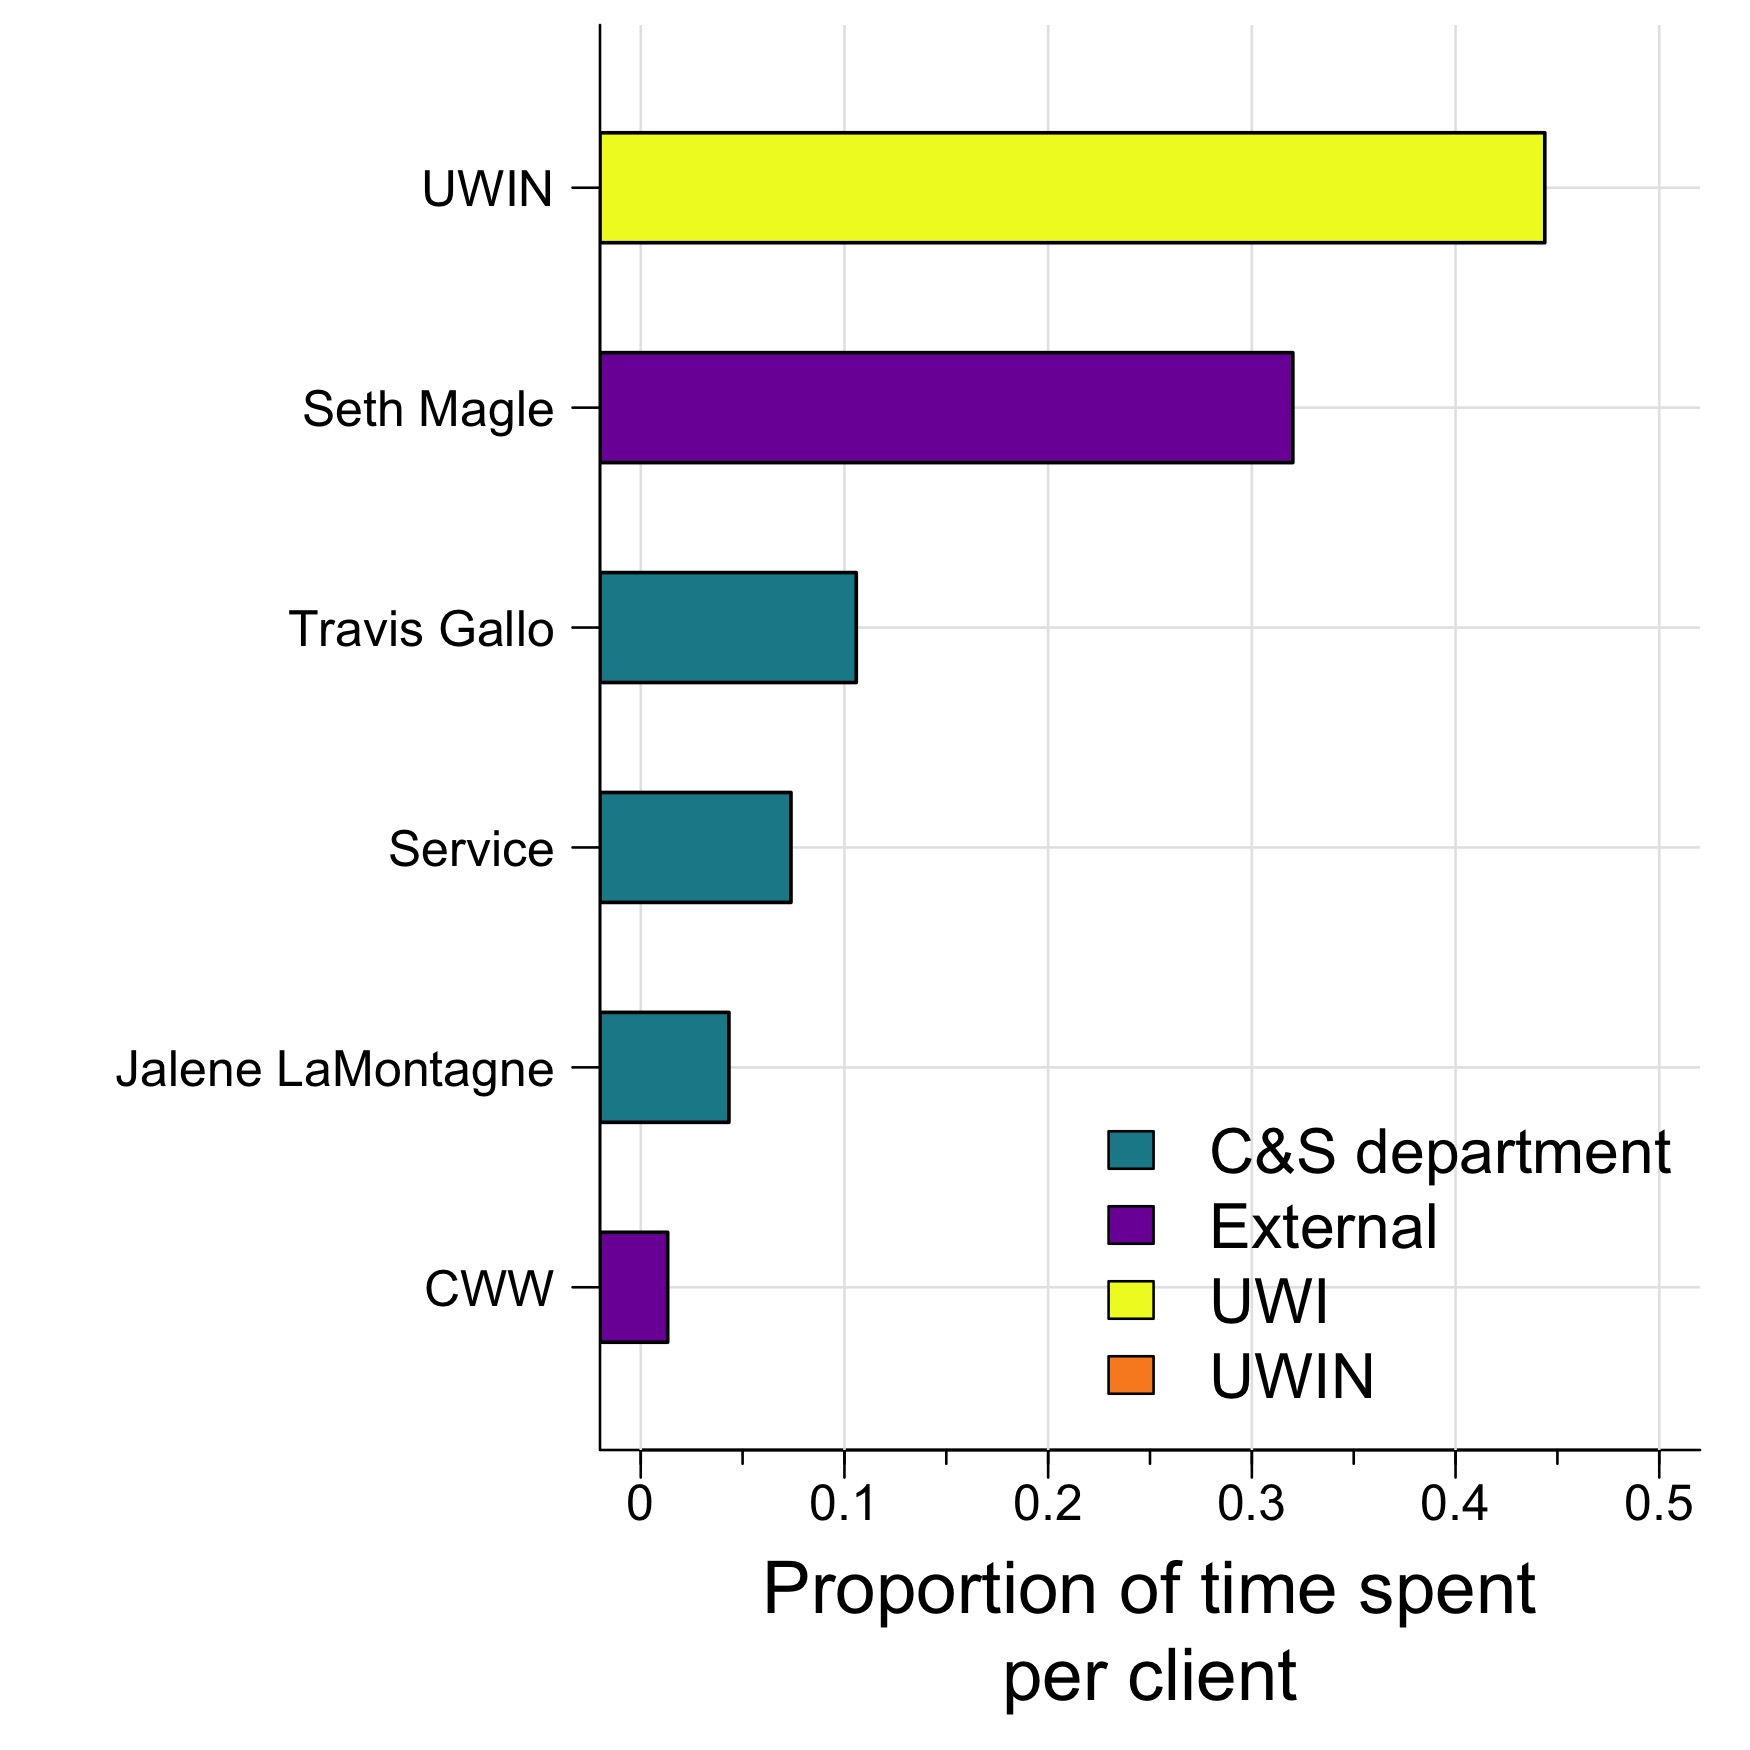 UWIN
Seth Magle
Travis Gallo
Service
Jalene LaMontagne
CWW
C&S department
External
UWI
UWIN
0 0.1 0.2 0.3 0.4 0.5
Proportion of time spent
per client